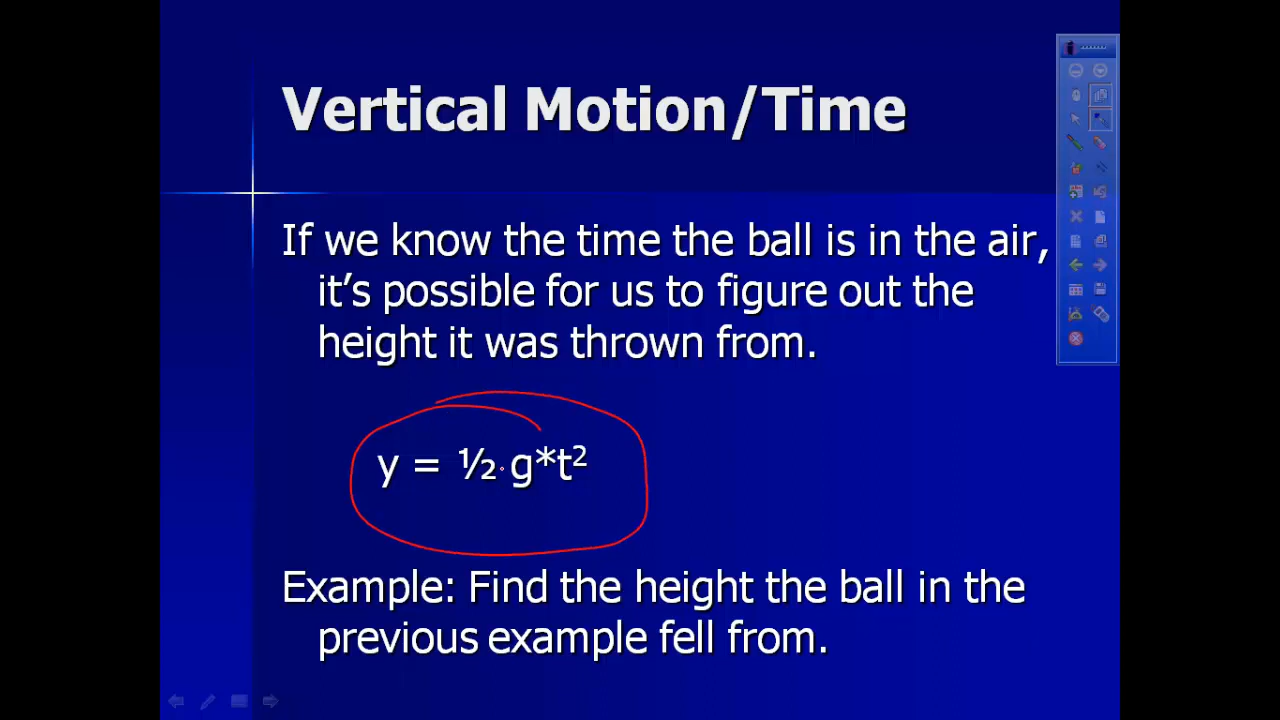 Vertical Motion/Time
If we know the time the ball is in the air,
it’s possible for us to figure out the
height it was thrown from.
y = ½ g*t²
Example: Find the height the ball in the
previous example fell from.